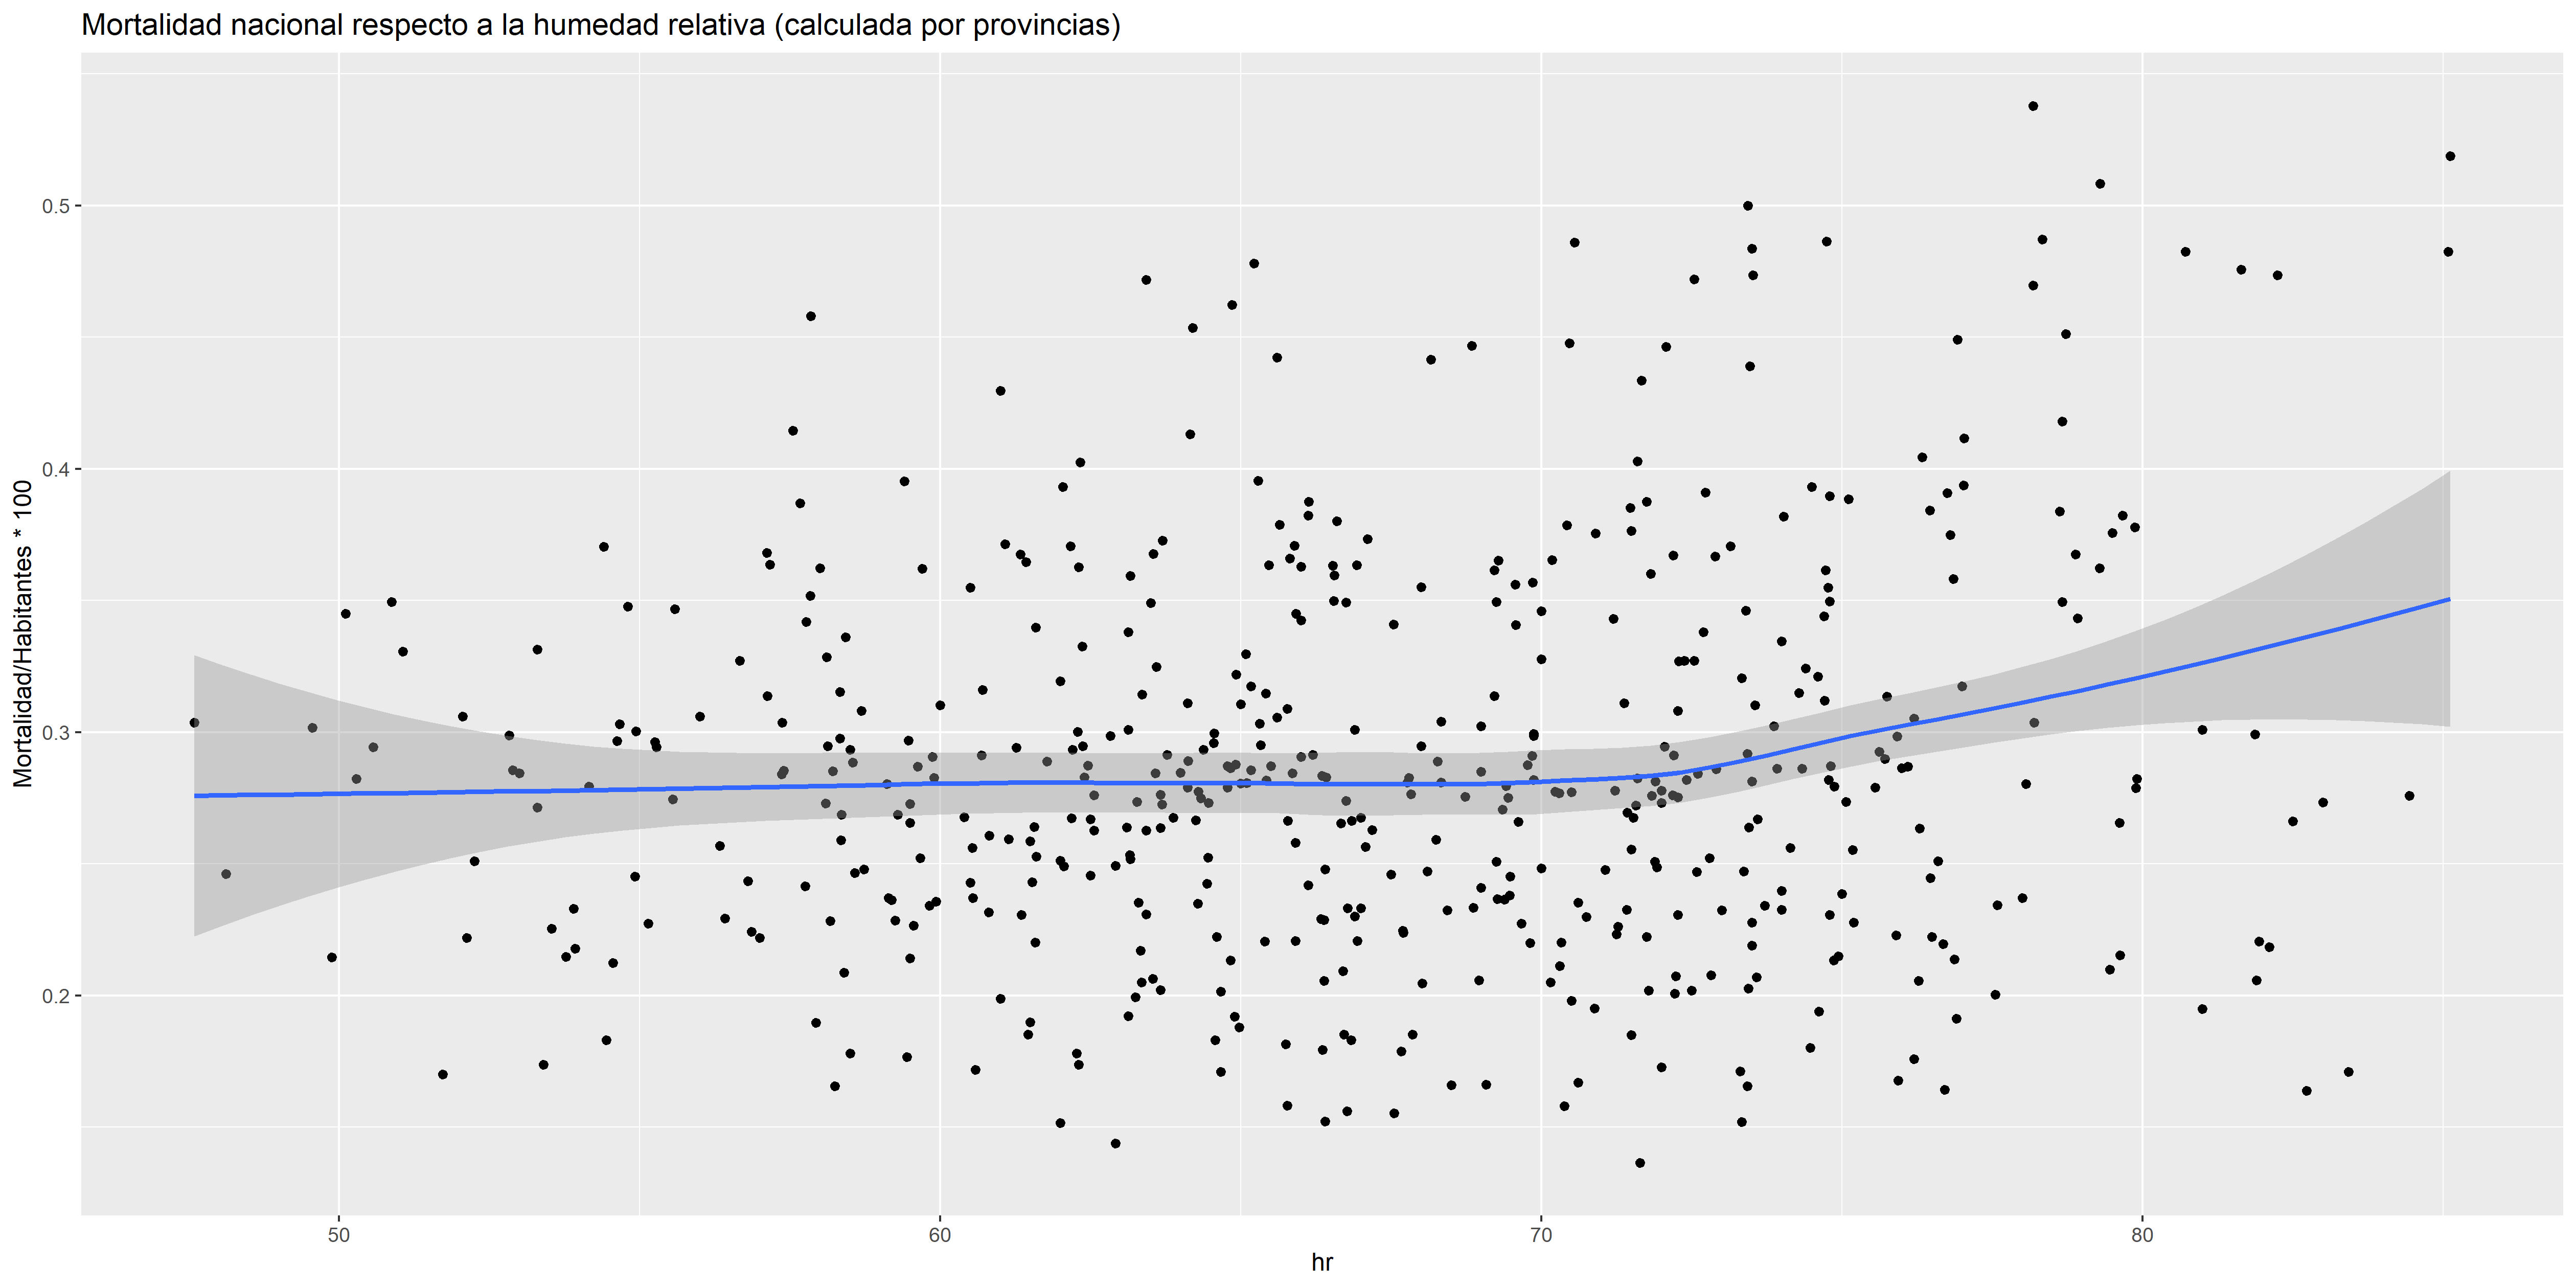 Mortalidad nacional respecto a la humedad relativa (calculada por provincias)
Mortalidad/Habitantes * 100
0.5
0.4
0.3
0.2
50
60
70
80
hr